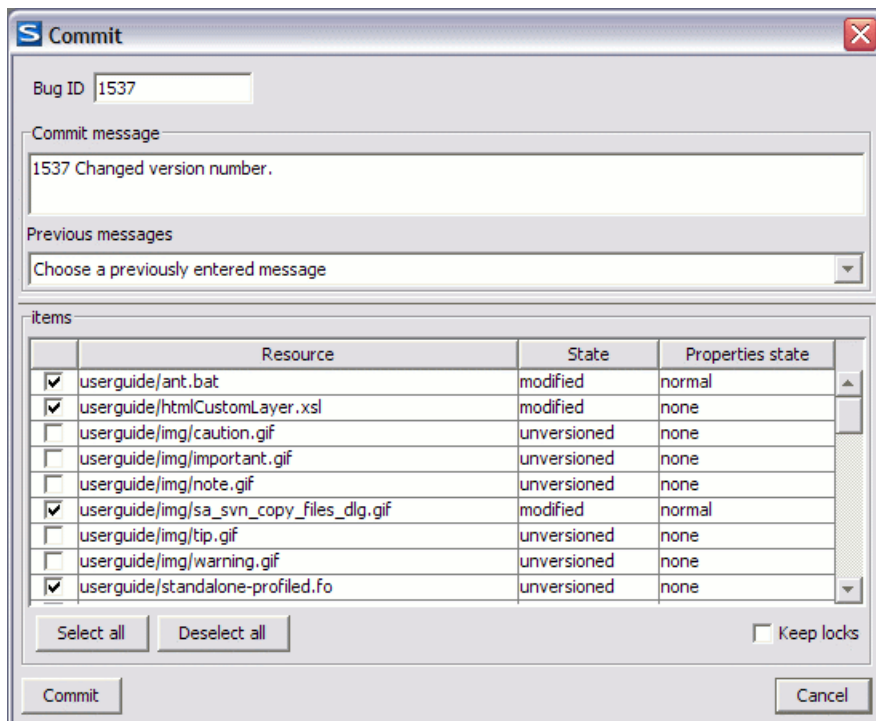 S Commit
Bug ID 1537
Commit message
1537 Changed version number.
Previous messages
Choose a previously entered message
items
Resource State Properties state
userguide/ant.bat modified normal
userguide/htmlCustomLayer.xsl modified none
userguide/img/caution.gif unversioned none
userguide/img/important.gif unversioned none
userguide/img/note.gif unversioned none
userguide/img/sa_svn_copy_files_dlg.gif modified normal
userguide/img/tip.gif unversioned none
userguide/img/warning.gif unversioned none
userguide/standalone-profiled.fo unversioned none
Select all Deselect all Keep locks
Commit Cancel